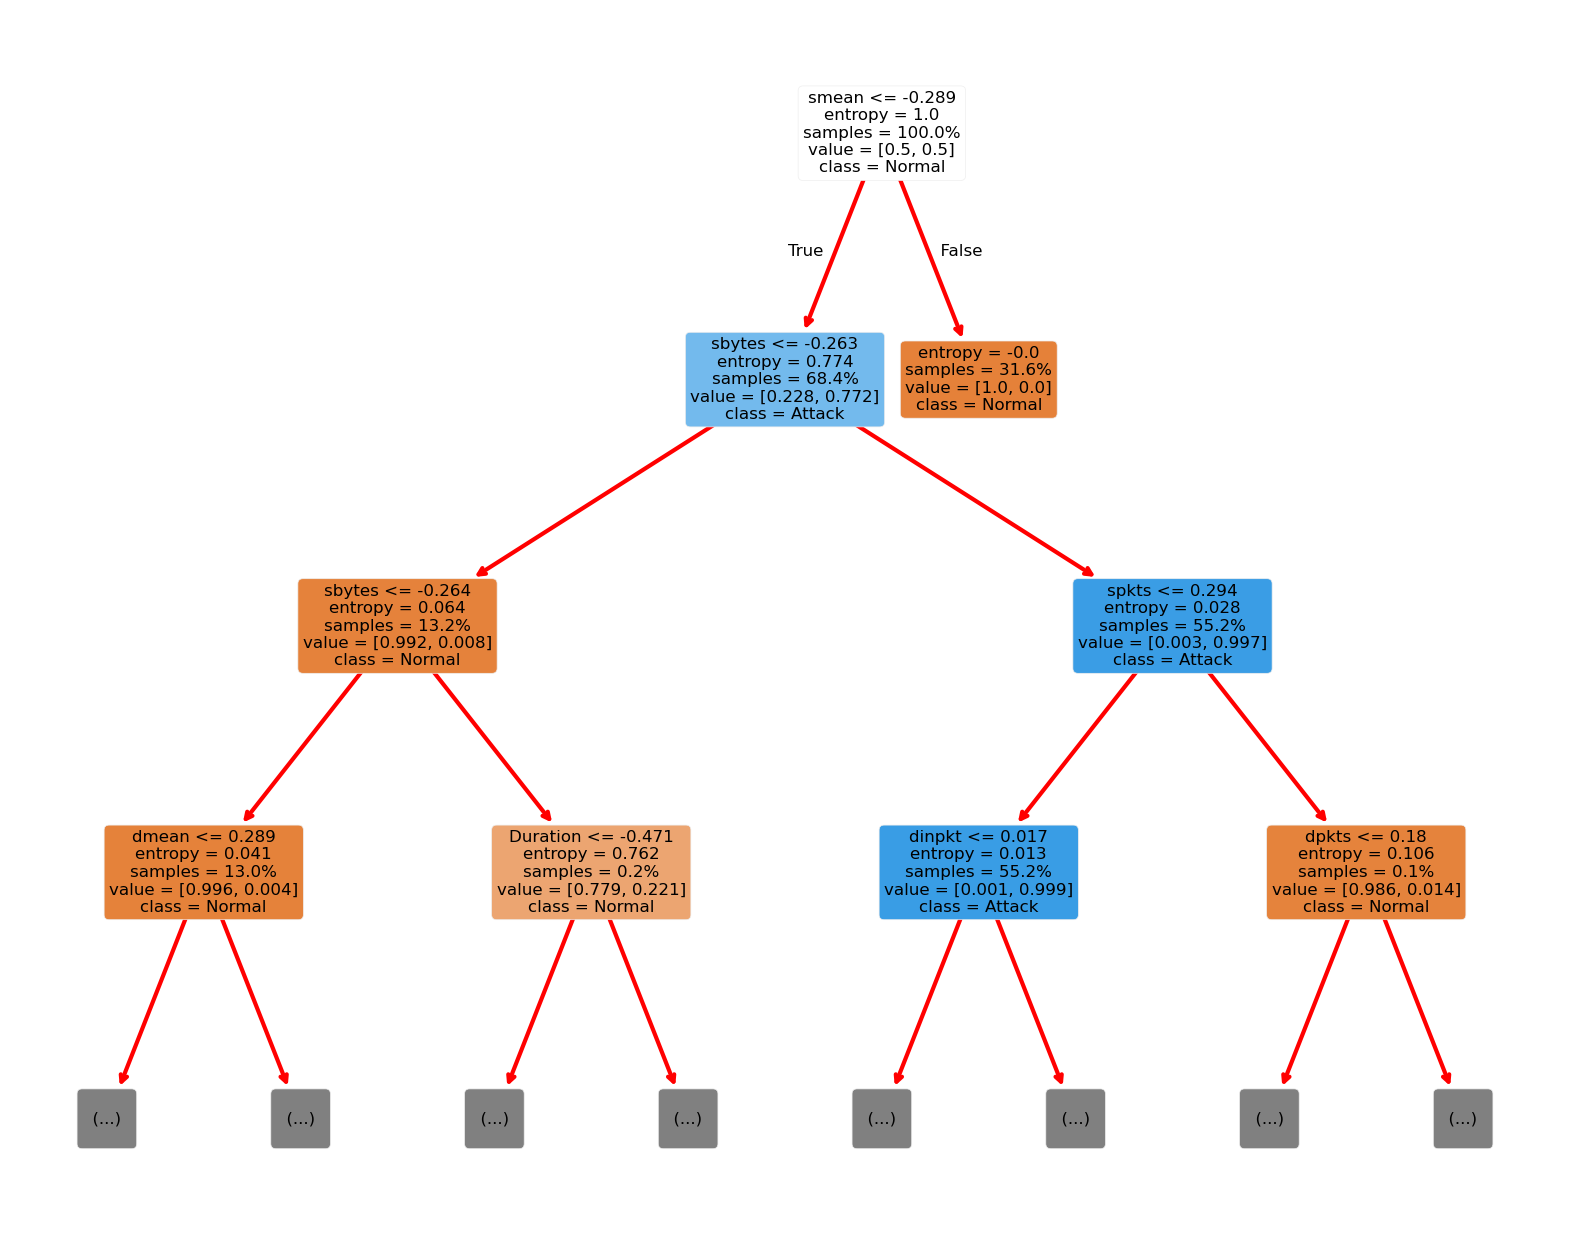 smean <= -0.289
entropy = 1.0
samples = 100.0%
value = [0.5, 0.5]
class = Normal
True
False
sbytes <= -0.263
entropy = 0.774
samples = 68.4%
value = [0.228, 0.772]
class = Attack
entropy = -0.0
samples = 31.6%
value = [1.0, 0.0]
class = Normal
sbytes <= -0.264
entropy = 0.064
samples = 13.2%
value = [0.992, 0.008]
class = Normal
spkts <= 0.294
entropy = 0.028
samples = 55.2%
value = [0.003, 0.997]
class = Attack
dmean <= 0.289
entropy = 0.041
samples = 13.0%
value = [0.996, 0.004]
class = Normal
Duration <= -0.471
entropy = 0.762
samples = 0.2%
value = [0.779, 0.221]
class = Normal
dinpkt <= 0.017
entropy = 0.013
samples = 55.2%
value = [0.001, 0.999]
class = Attack
dpkts <= 0.18
entropy = 0.106
samples = 0.1%
value = [0.986, 0.014]
class = Normal
(...)
(...)
(...)
(...)
(...)
(...)
(...)
(...)